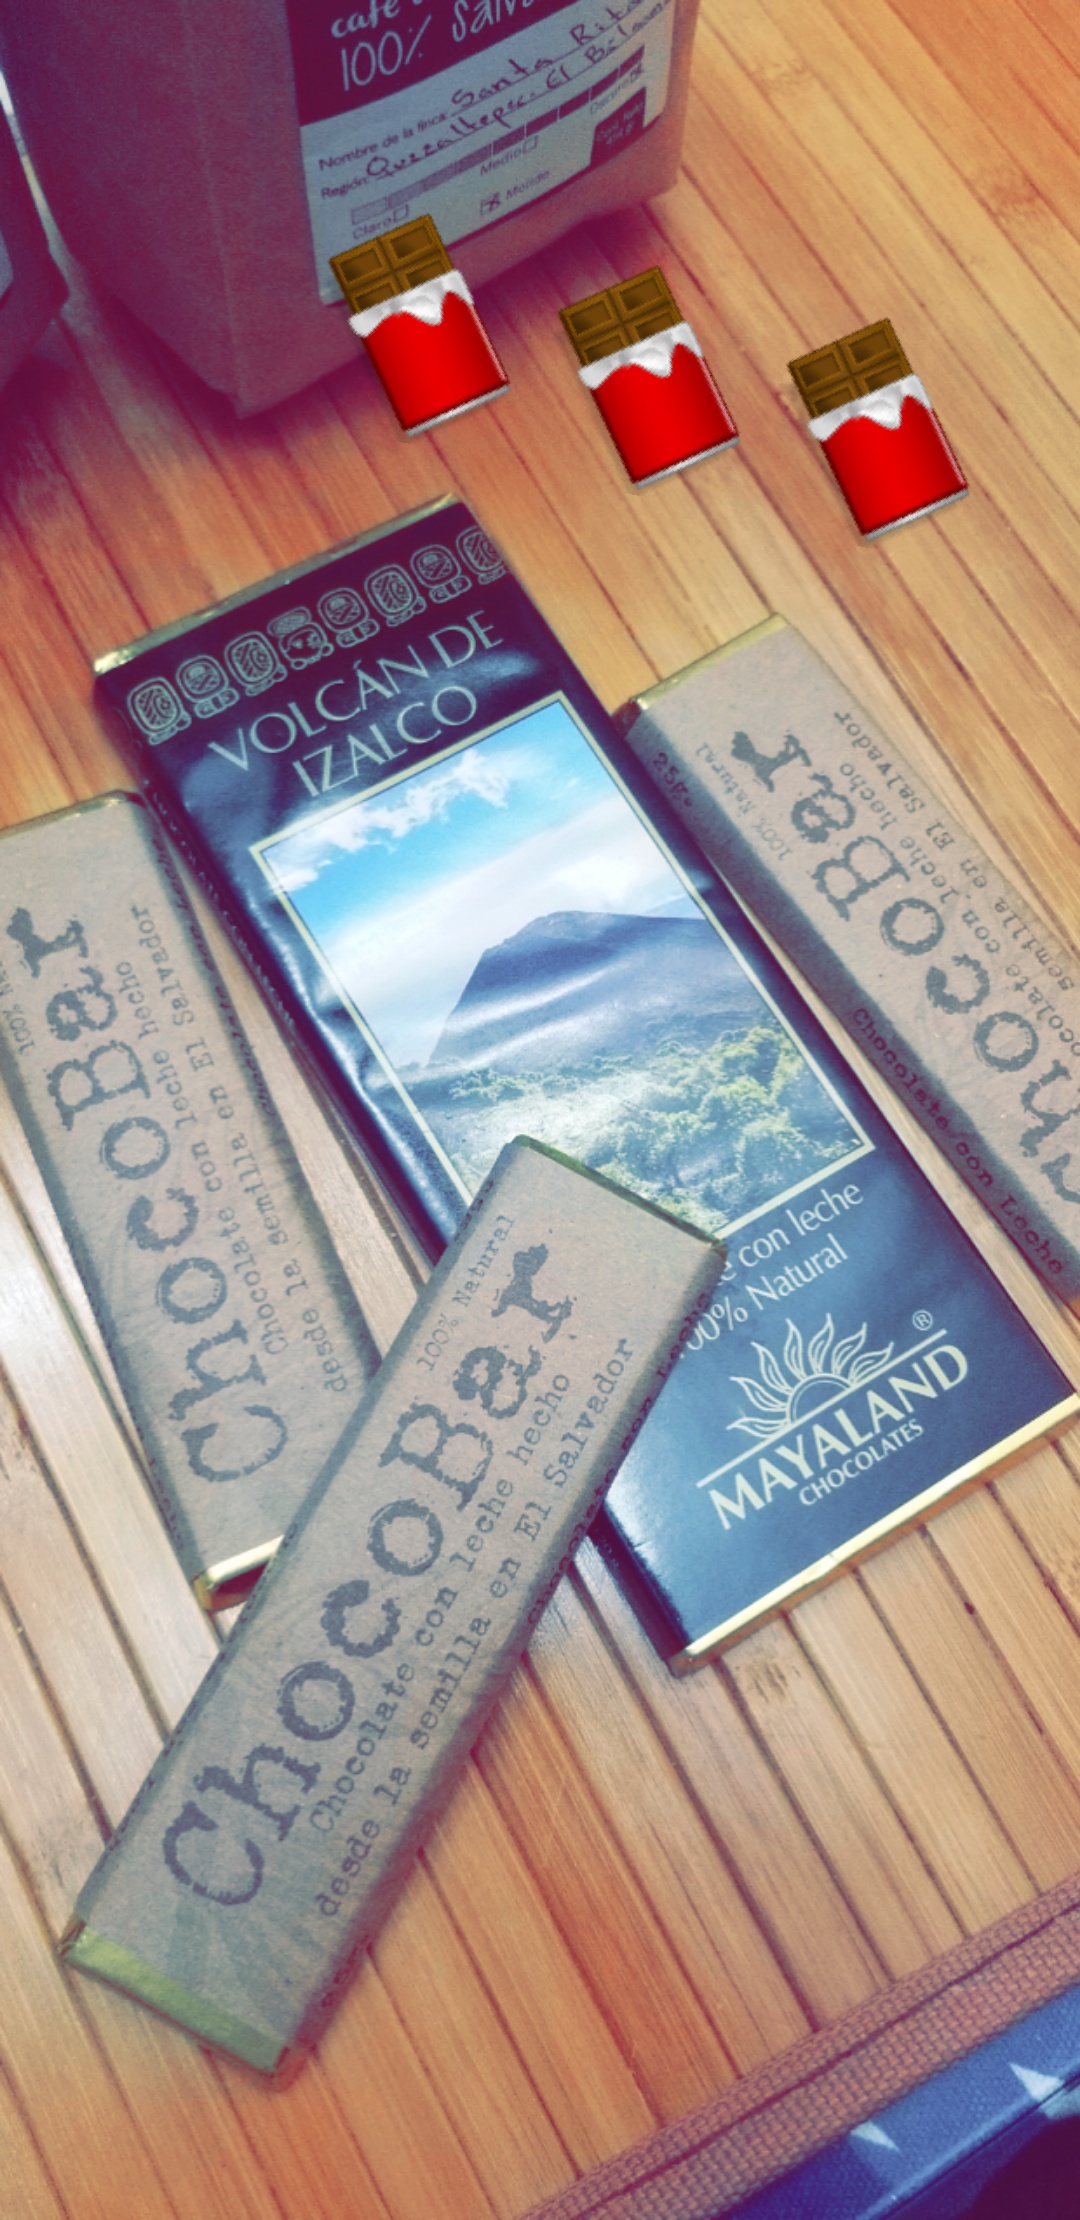 café
100% Salva
Nombre de la finca: Santa Rita
Región: Quezaltepec. El
Claro Medio Oscuro
Molido
VOLCÁN DE
IZALCO
con leche
100% Natural
MAYALAND®
CHOCOLATES
100%
ChocoBar
Chocolate con leche hecho
desde la semilla en El Salvador
25g.
100% Natural
chocoBar
ocolate con leche hecho
semilla en El Salvador
Chocolate con Leche
100% Natural
ChocoBar
Chocolate con leche hecho
desde la semilla en El Salvador